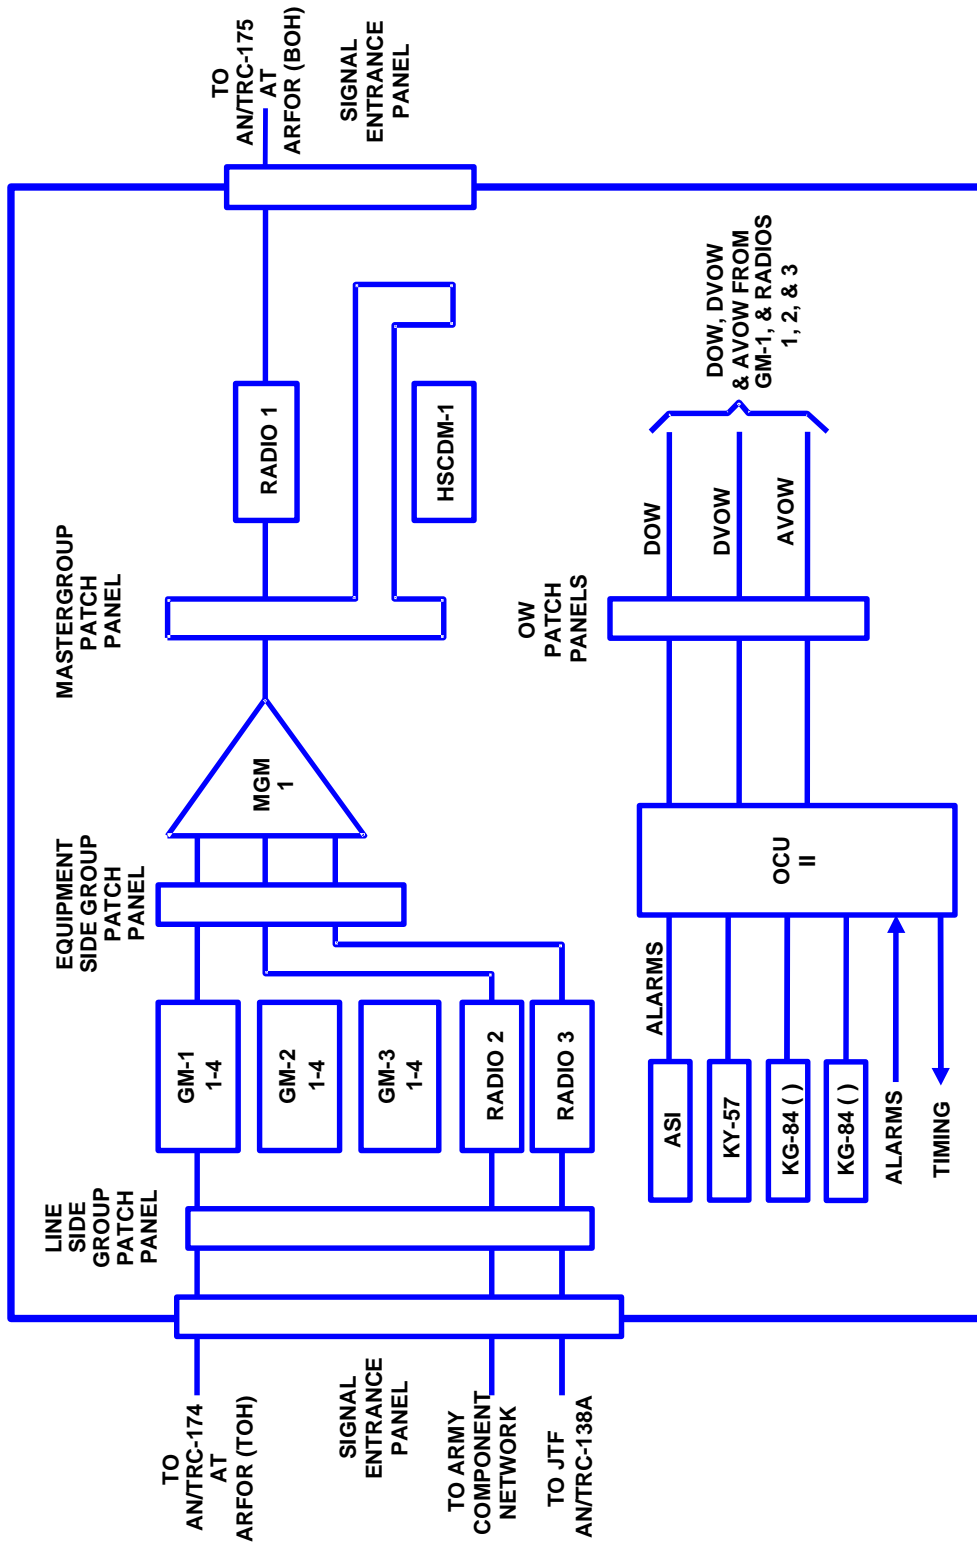 TO
AN/TRC-174
AT
ARFOR (TOH)
SIGNAL
ENTRANCE
PANEL
TO ARMY
COMPONENT
NETWORK
TO JTF
AN/TRC-138A
LINE
SIDE
GROUP
PATCH
PANEL
GM-1
1-4
GM-2
1-4
GM-3
1-4
RADIO 2
RADIO 3
EQUIPMENT
SIDE GROUP
PATCH
PANEL
MGM
1
MASTERGROUP
PATCH
PANEL
RADIO 1
HSCDM-1
TO
AN/TRC-175
AT
ARFOR (BOH)
SIGNAL
ENTRANCE
PANEL
ASI
KY-57
KG-84 ( )
KG-84 ( )
ALARMS
TIMING
ALARMS
OCU
II
OW
PATCH
PANELS
DOW
DVOW
AVOW
DOW, DVOW
& AVOW FROM
GM-1, & RADIOS
1, 2, & 3